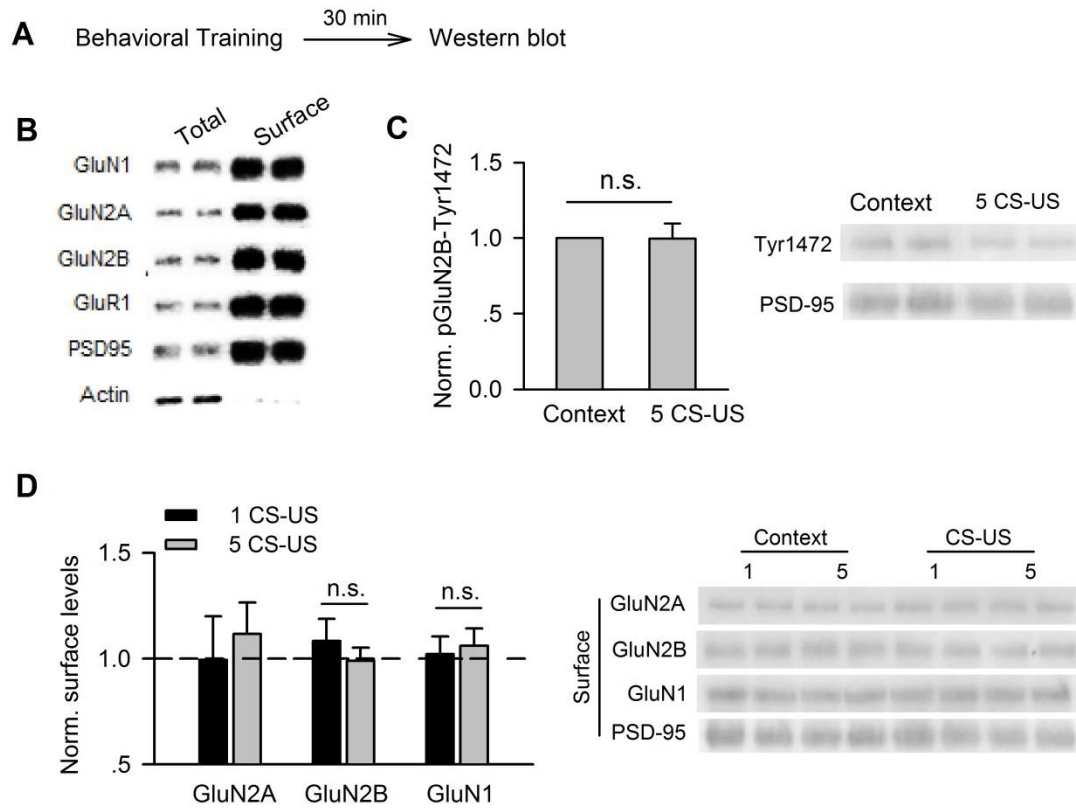 A
Behavioral Training
30 min
Western blot
B
Total
Surface
GluN1
GluN2A
GluN2B
GluR1
PSD95
Actin
C
Norm. pGluN2B-Tyr1472
1.5
1.0
.5
0.0
n.s.
Context
5 CS-US
Context
5 CS-US
Tyr1472
PSD-95
D
1 CS-US
5 CS-US
Norm. surface levels
1.5
1.0
.5
n.s.
n.s.
GluN2A
GluN2B
GluN1
Context
CS-US
1
5
1
5
Surface
GluN2A
GluN2B
GluN1
PSD-95